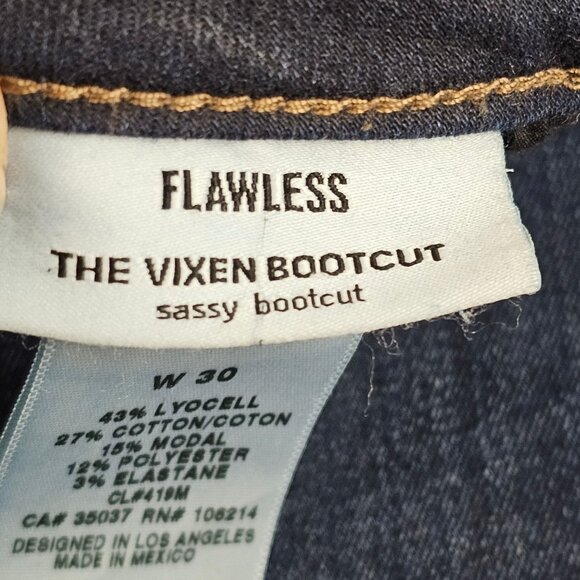 FLAWLESS
THE VIXEN BOOTCUT
sassy bootcut
W 30
43% LYOCELL
27% COTTON/COTON
15% MODAL
12% POLYESTER
3% ELASTANE
CL#419M
CA# 35037 RN# 106214
DESIGNED IN LOS ANGELES
MADE IN MEXICO